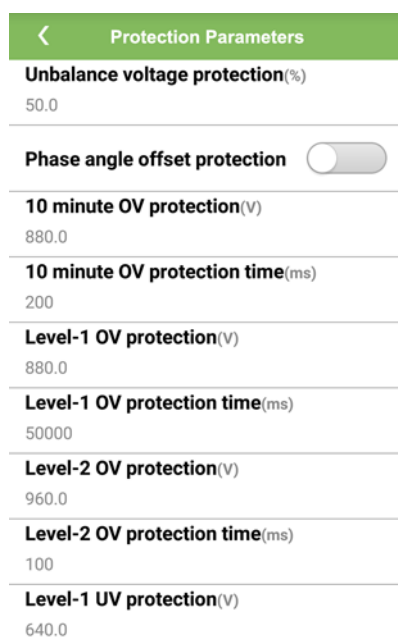 Protection Parameters
Unbalance voltage protection(%)
50.0
Phase angle offset protection
10 minute OV protection(V)
880.0
10 minute OV protection time(ms)
200
Level-1 OV protection(V)
880.0
Level-1 OV protection time(ms)
50000
Level-2 OV protection(V)
960.0
Level-2 OV protection time(ms)
100
Level-1 UV protection(V)
640.0